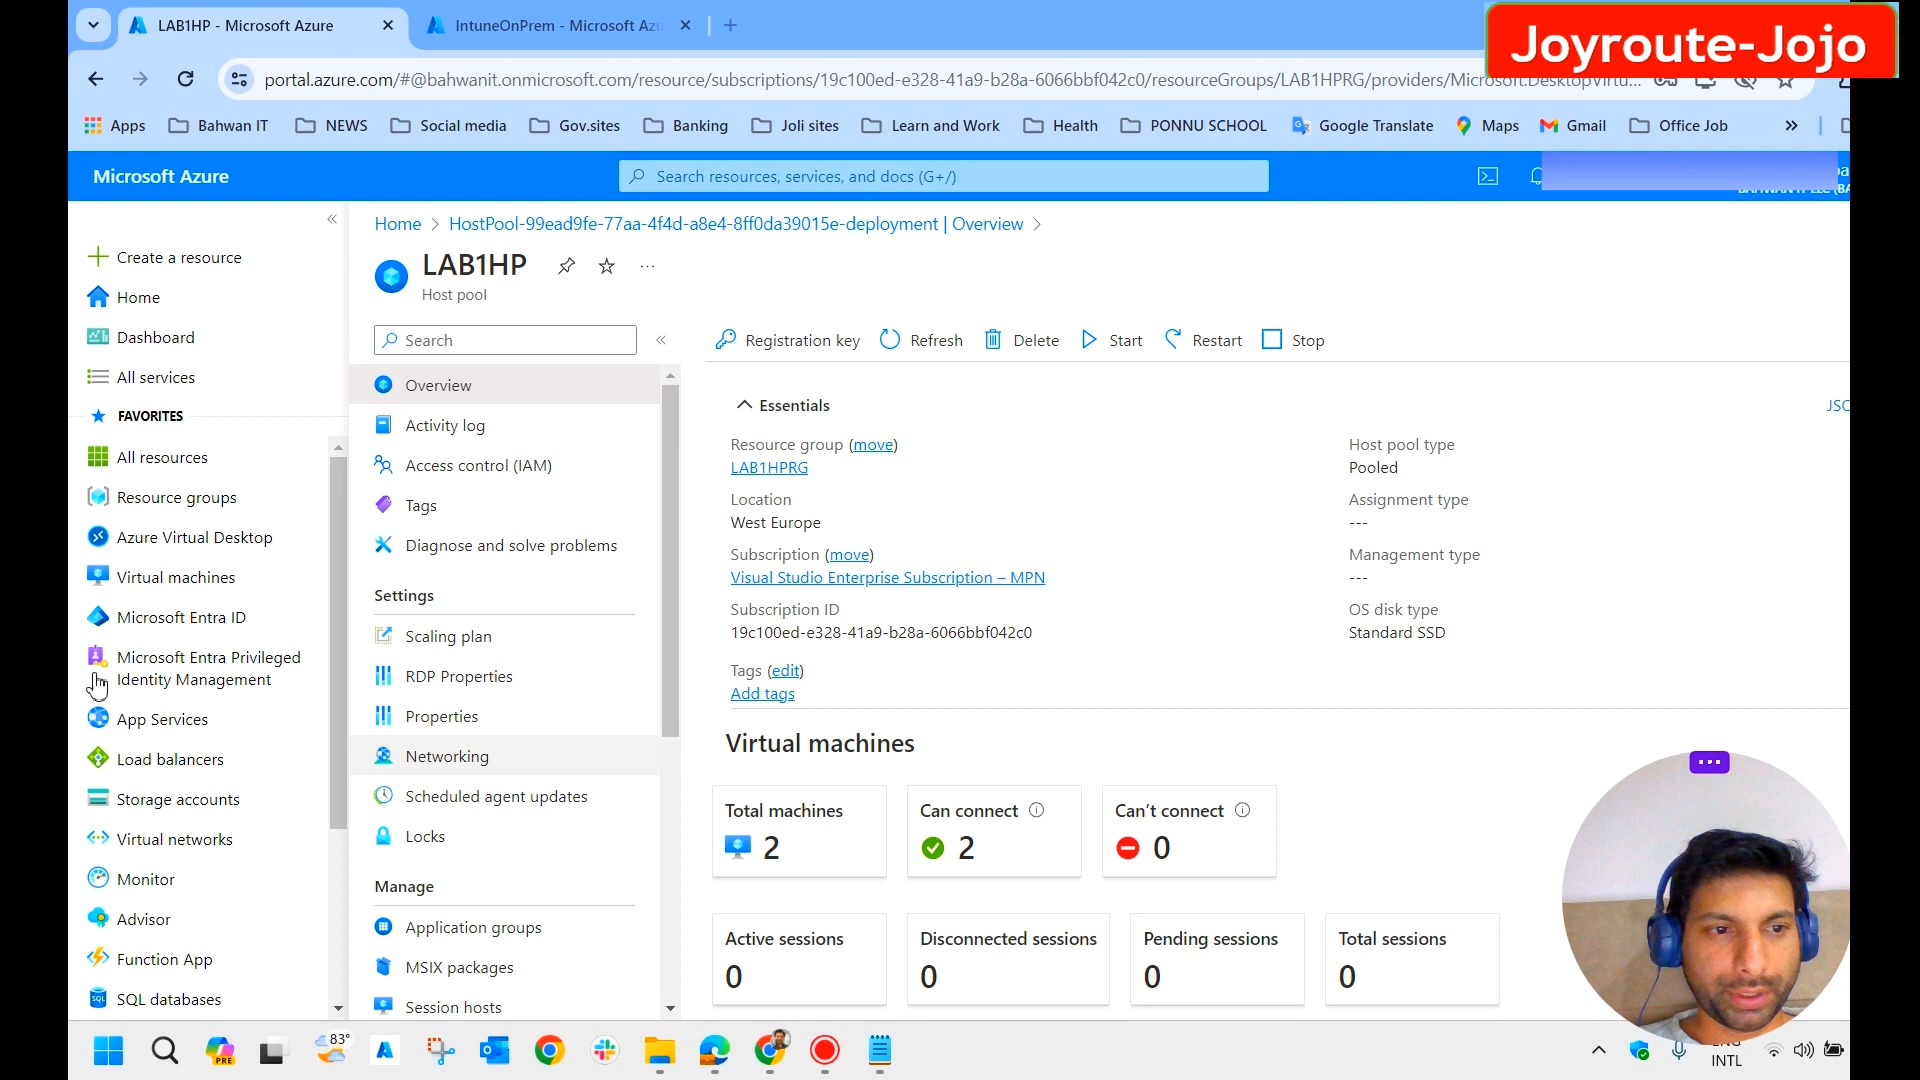 LAB1HP - Microsoft Azure
IntuneOnPrem - Microsoft Azu
Joyroute-Jojo
portal.azure.com/#@bahwanit.onmicrosoft.com/resource/subscriptions/19c100ed-e328-41a9-b28a-6066bbf042c0/resourceGroups/LAB1HPRG/providers/Microsoft.DesktopVirtu...
Apps
Bahwan IT
NEWS
Social media
Gov.sites
Banking
Joli sites
Learn and Work
Health
PONNU SCHOOL
Google Translate
Maps
Gmail
Office Job
Microsoft Azure
Search resources, services, and docs (G+/)
Home > HostPool-99ead9fe-77aa-4f4d-a8e4-8ff0da39015e-deployment | Overview >
LAB1HP
Host pool
Create a resource
Home
Dashboard
All services
FAVORITES
All resources
Resource groups
Azure Virtual Desktop
Virtual machines
Microsoft Entra ID
Microsoft Entra Privileged
Identity Management
App Services
Load balancers
Storage accounts
Virtual networks
Monitor
Advisor
Function App
SQL databases
Search
Overview
Activity log
Access control (IAM)
Tags
Diagnose and solve problems
Settings
Scaling plan
RDP Properties
Properties
Networking
Scheduled agent updates
Locks
Manage
Application groups
MSIX packages
Session hosts
Registration key
Refresh
Delete
Start
Restart
Stop
Essentials
JSO
Resource group (move)
LAB1HPRG
Location
West Europe
Subscription (move)
Visual Studio Enterprise Subscription – MPN
Subscription ID
19c100ed-e328-41a9-b28a-6066bbf042c0
Tags (edit)
Add tags
Host pool type
Pooled
Assignment type
---
Management type
---
OS disk type
Standard SSD
Virtual machines
Total machines
2
Can connect
2
Can't connect
0
Active sessions
0
Disconnected sessions
0
Pending sessions
0
Total sessions
0
PRE
83°
INTL